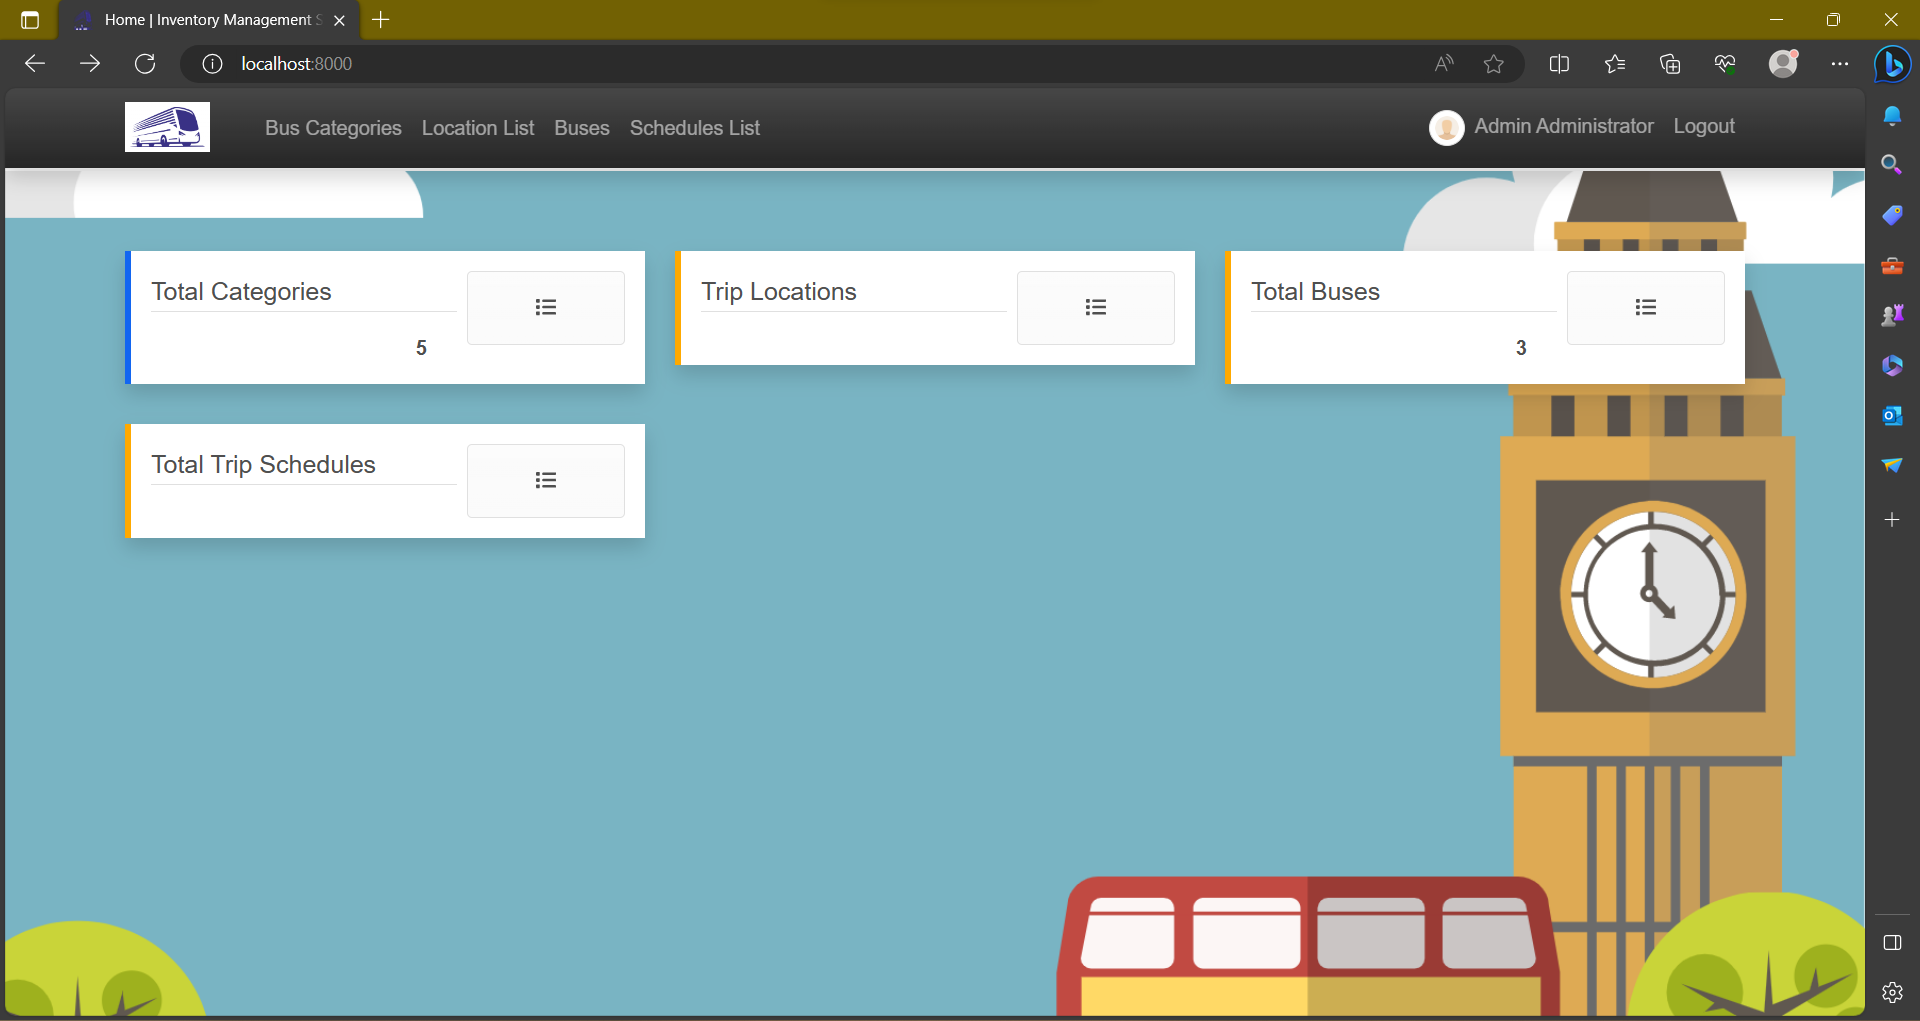 Home | Inventory Management S
localhost:8000
Bus Categories Location List Buses Schedules List Admin Administrator Logout
Total Categories
5
Trip Locations
Total Buses
3
Total Trip Schedules